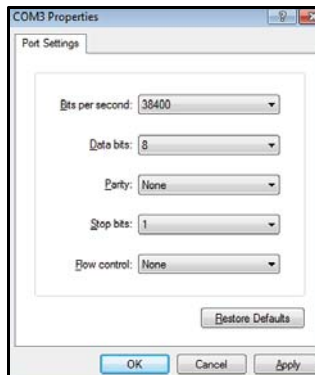 COM3 Properties
Port Settings
Bits per second: 38400
Data bits: 8
Parity: None
Stop bits: 1
Flow control: None
Restore Defaults
OK Cancel Apply